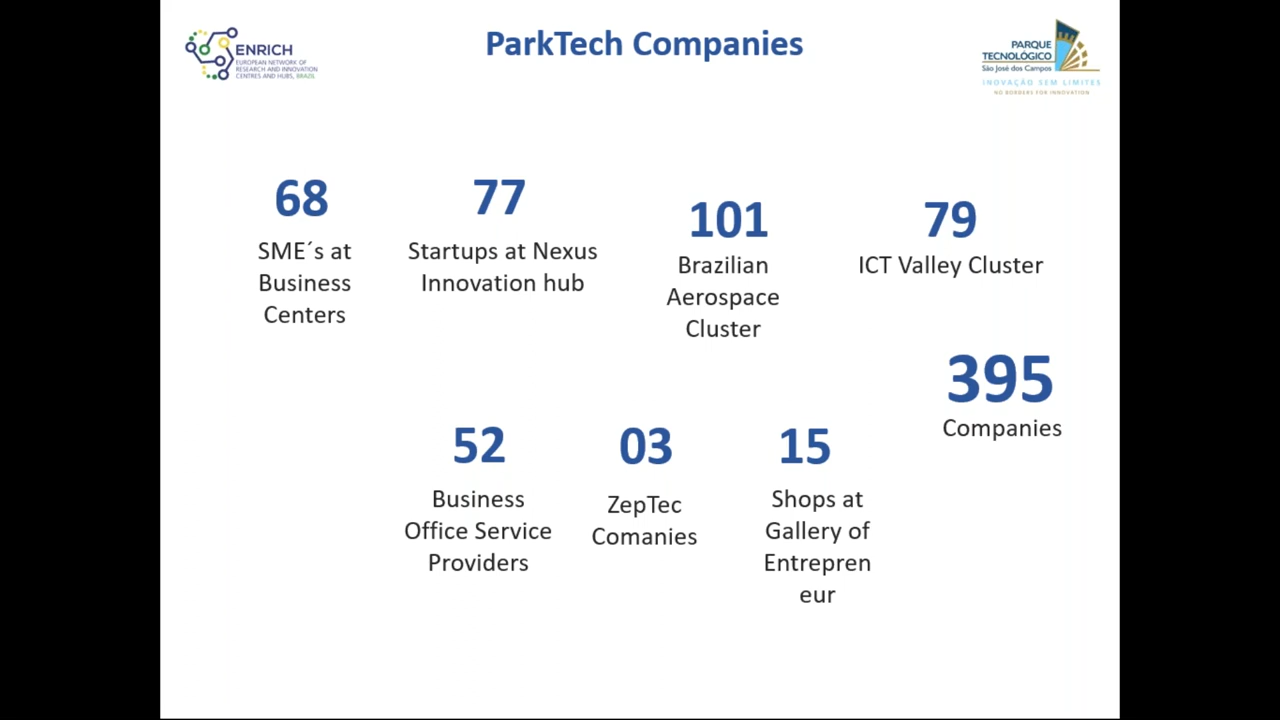 ENRICH
EUROPEAN NETWORK OF
RESEARCH AND INNOVATION
CENTRES AND HUBS, BRAZIL
ParkTech Companies
PARQUE
TECNOLÓGICO
São José dos Campos
INOVAÇÃO SEM LIMITES
NO BORDERS FOR INNOVATION
68
SME´s at
Business
Centers
77
Startups at Nexus
Innovation hub
101
Brazilian
Aerospace
Cluster
79
ICT Valley Cluster
395
Companies
52
Business
Office Service
Providers
03
ZepTec
Comanies
15
Shops at
Gallery of
Entrepren
eur